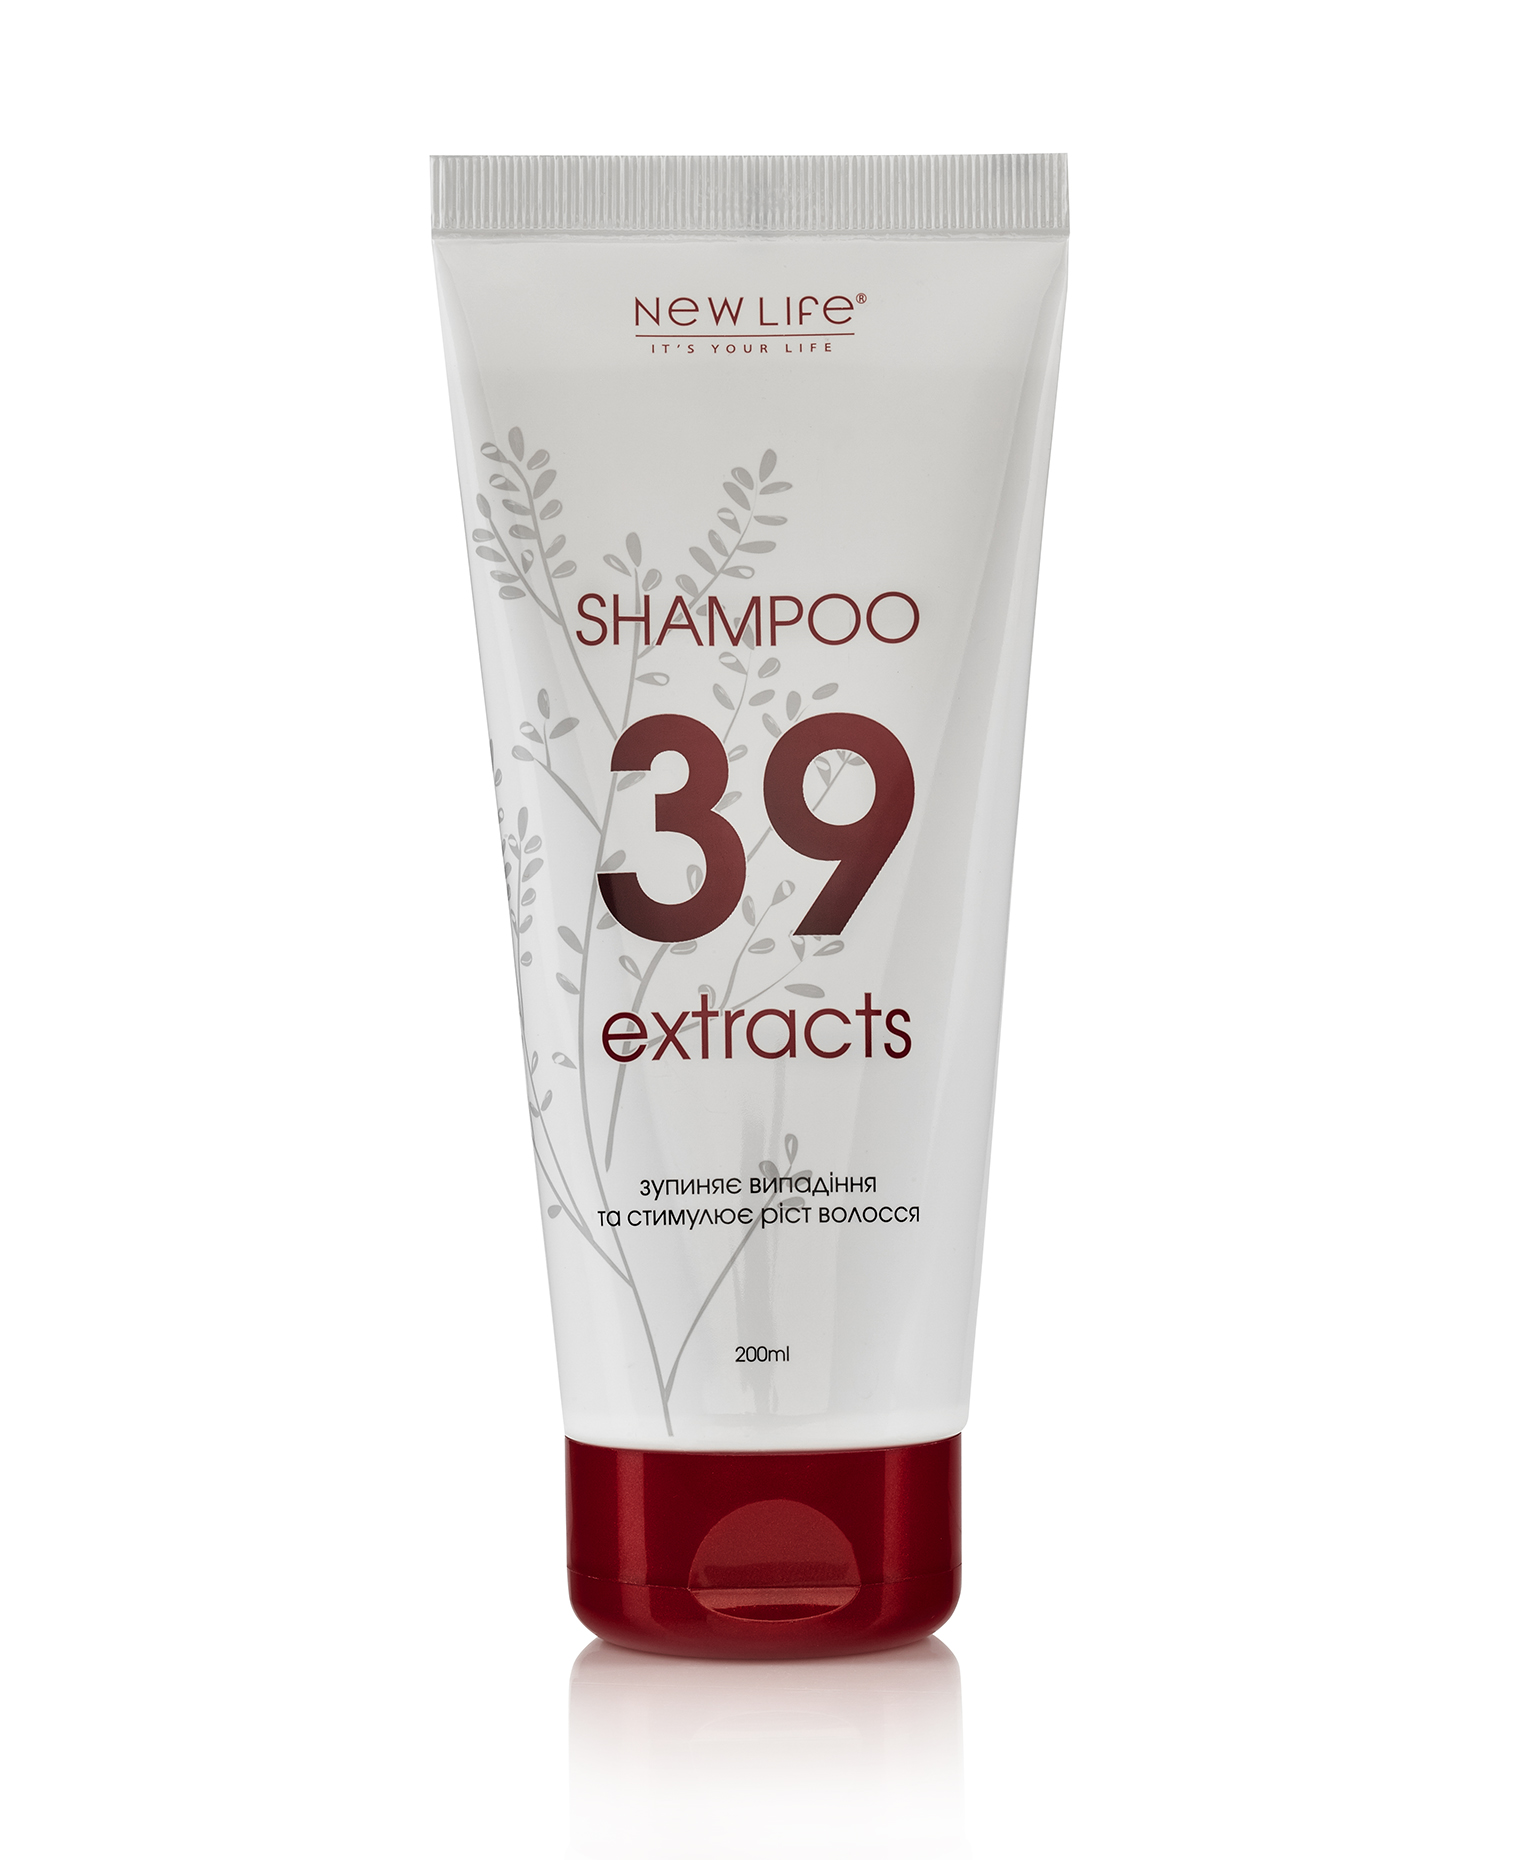 New Life®
IT'S YOUR LIFE
SHAMPOO
39
extracts
зупиняє випадіння
та стимулює ріст волосся
200ml